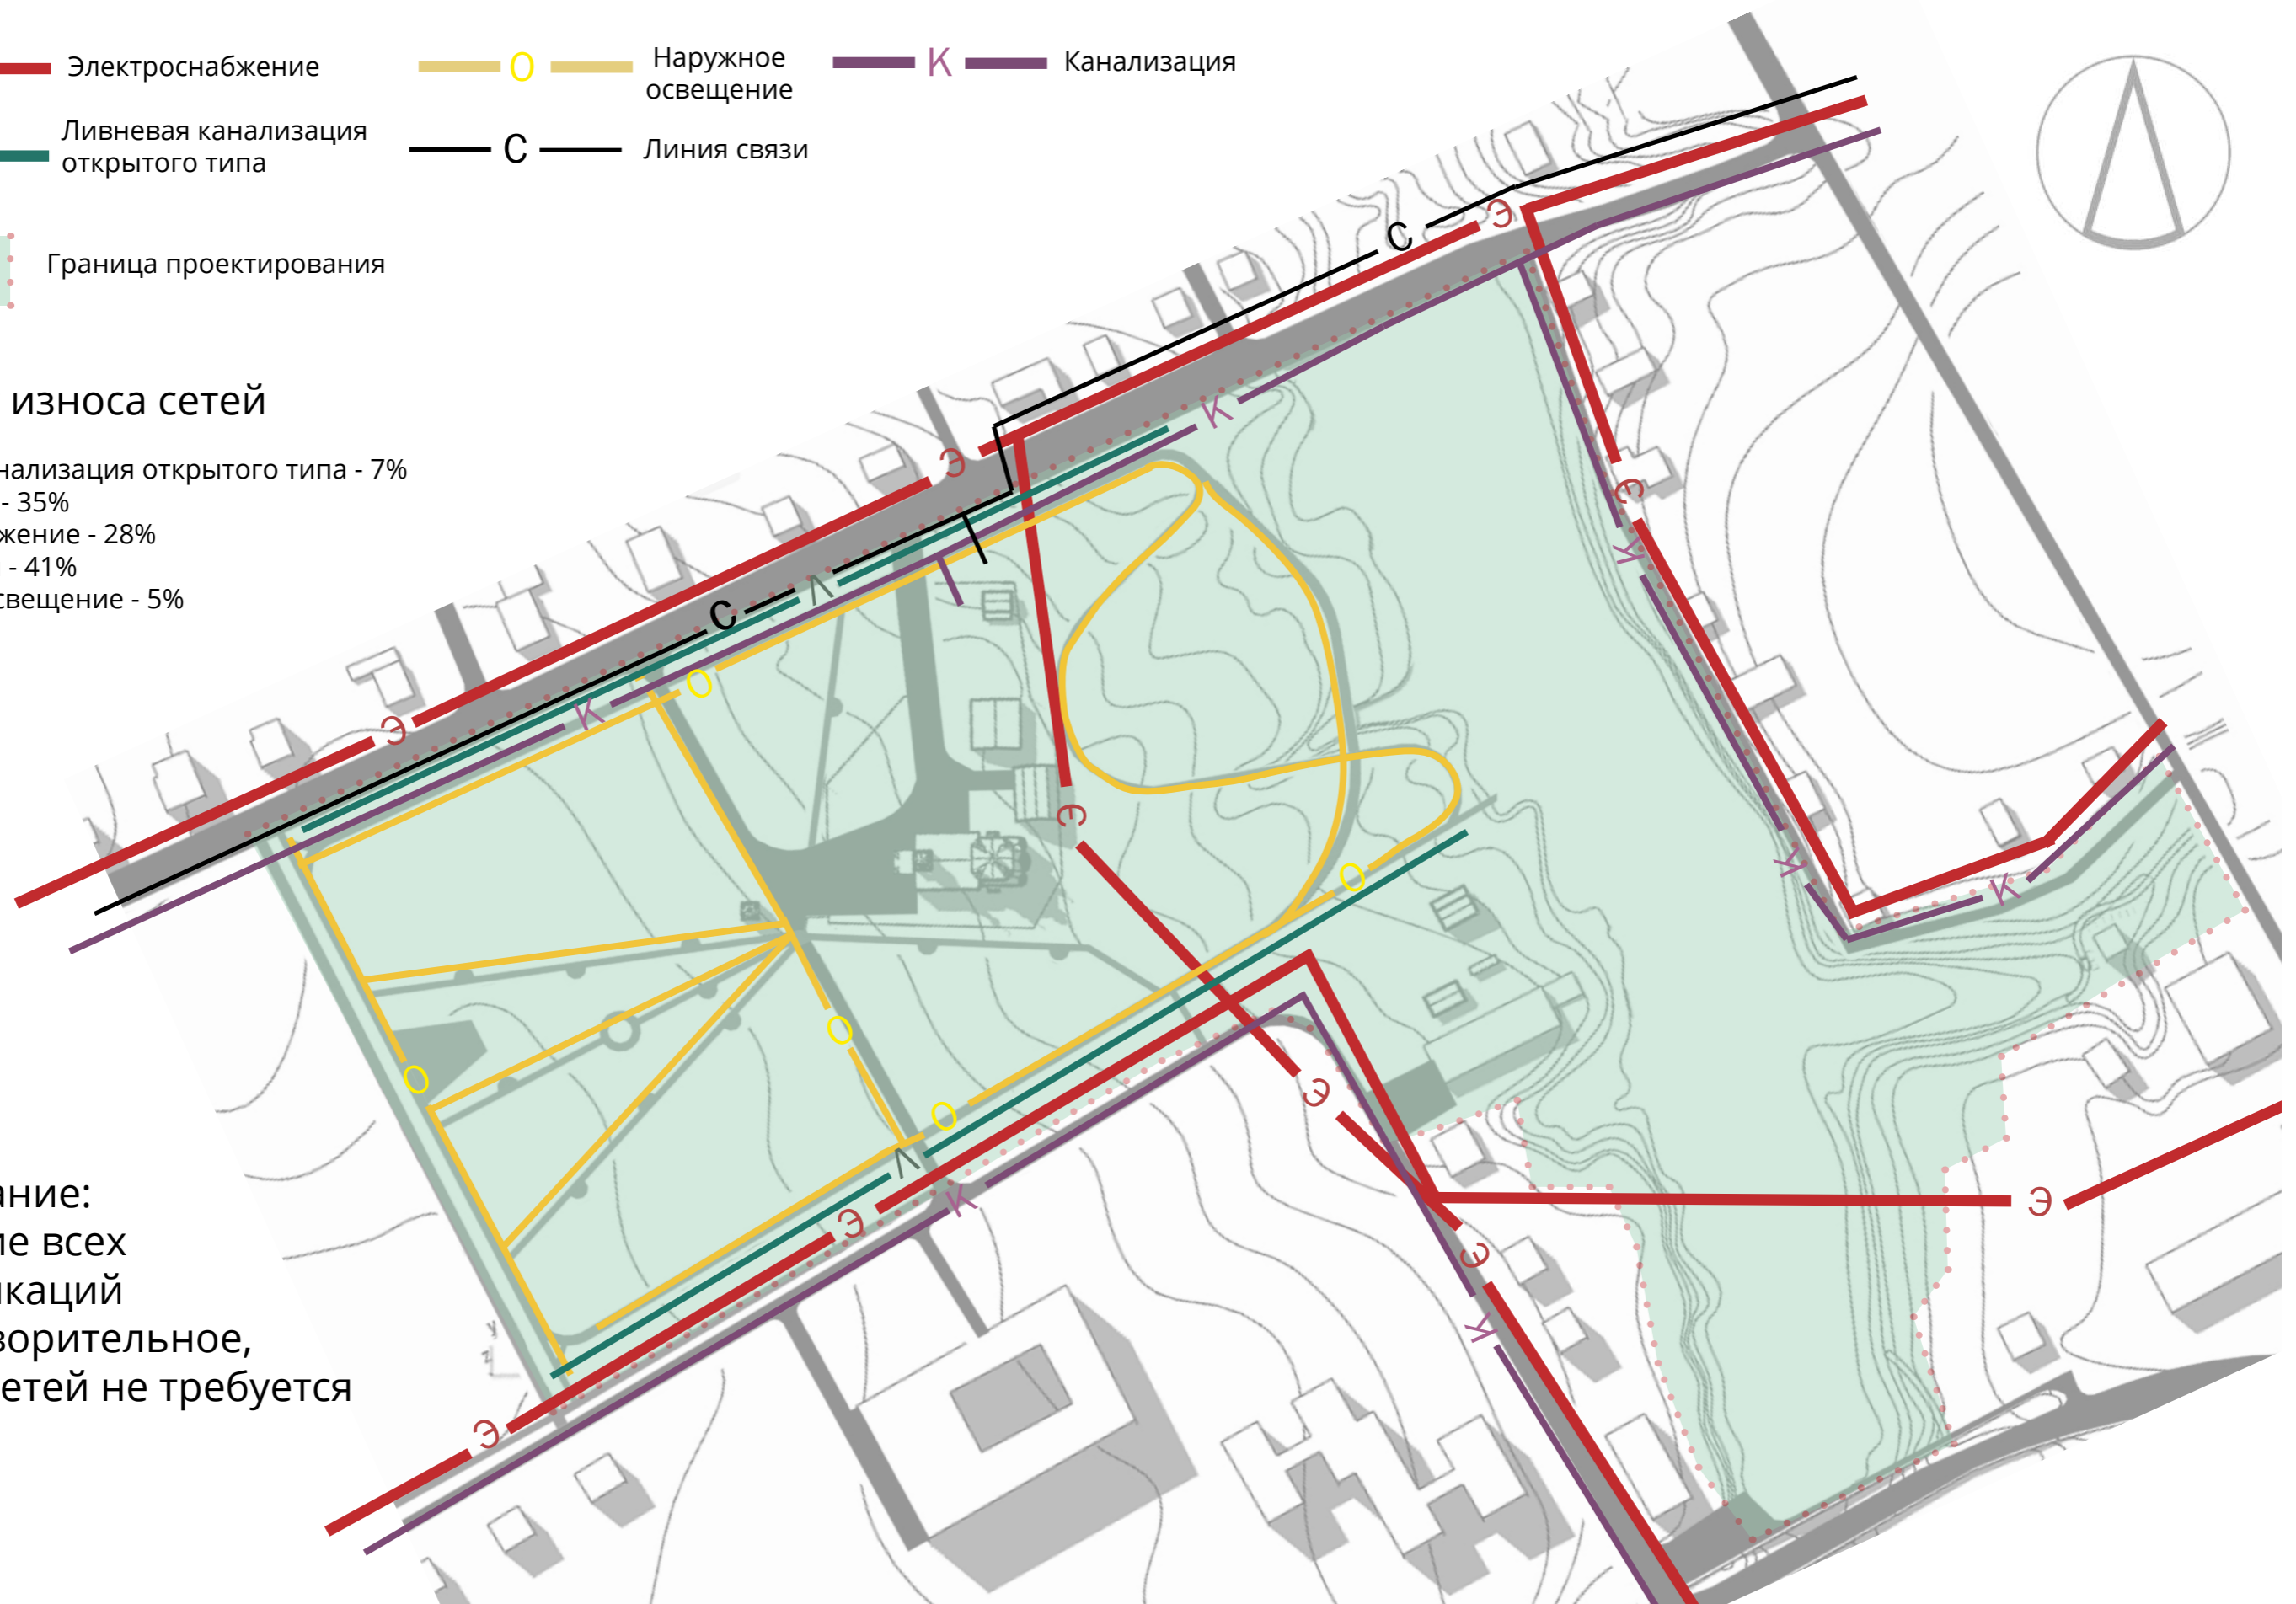 Электроснабжение
О
Наружное
освещение
К
Канализация
Ливневая канализация
открытого типа
С
Линия связи
Граница проектирования
износа сетей
нализация открытого типа - 7%
- 35%
жение - 28%
- 41%
свещение - 5%
ание:
ие всех
икаций
ворительное,
етей не требуется
С
Э
К
Э
Э
К
С
Л
О
К
Э
Э
К
К
О
О
О
О
Э
Л
К
Э
Э
Э
К
Э